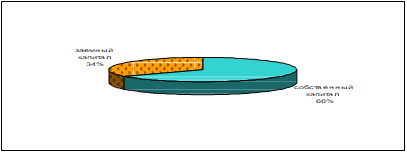 заемный
капитал
34%
собственный
капитал
66%